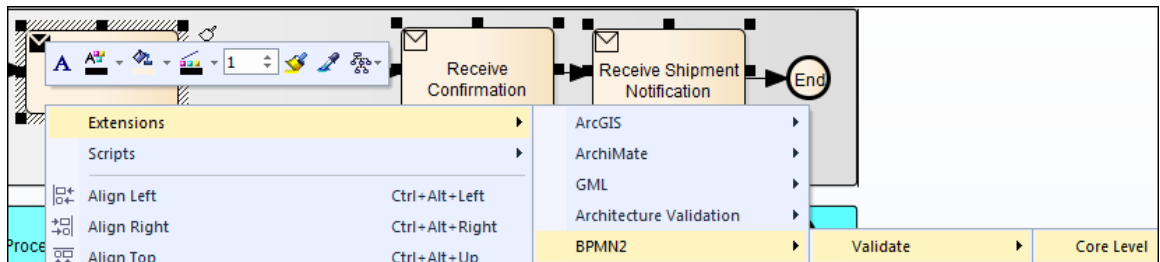 A A 1
Receive
Confirmation
Receive Shipment
Notification
End
Extensions
Scripts
Align Left Ctrl+Alt+Left
Align Right Ctrl+Alt+Right
Align Top Ctrl+Alt+Up
ArcGIS
ArchiMate
GML
Architecture Validation
BPMN2
Validate
Core Level
Proce